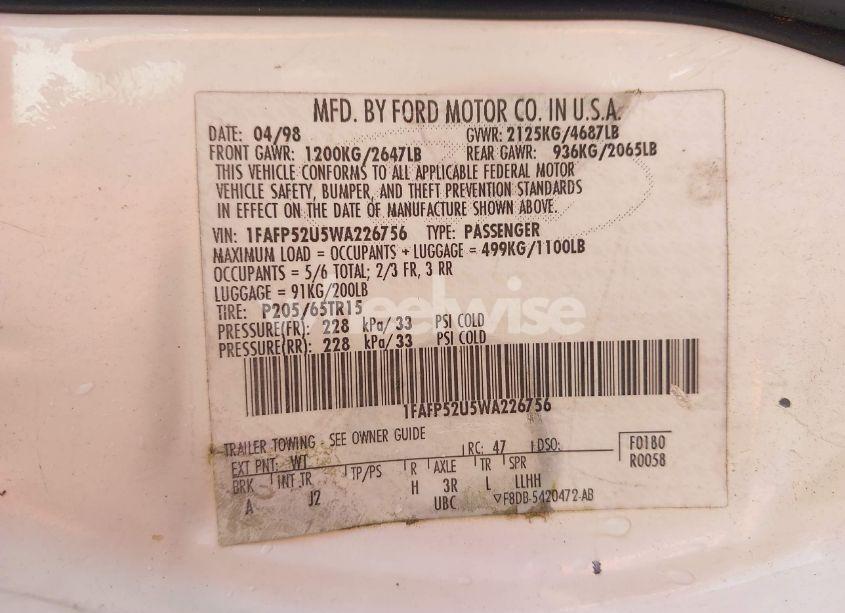 MFD. BY FORD MOTOR CO. IN U.S.A.
DATE: 04/98 GVWR: 2125KG/4687LB
FRONT GAWR: 1200KG/2647LB REAR GAWR: 936KG/2065LB
THIS VEHICLE CONFORMS TO ALL APPLICABLE FEDERAL MOTOR
VEHICLE SAFETY, BUMPER, AND THEFT PREVENTION STANDARDS
IN EFFECT ON THE DATE OF MANUFACTURE SHOWN ABOVE.
VIN: 1FAFP52U5WA226756 TYPE: PASSENGER
MAXIMUM LOAD = OCCUPANTS + LUGGAGE = 499KG/1100LB
OCCUPANTS = 5/6 TOTAL; 2/3 FR, 3 RR
LUGGAGE = 91KG/200LB
TIRE: P205/65TR15
PRESSURE(FR): 228 kPa/33 PSI COLD
PRESSURE(RR): 228 kPa/33 PSI COLD
1FAFP52U5WA226756
TRAILER TOWING - SEE OWNER GUIDE
EXT PNT: WT RC: 47 DSO: F0180
R0058
BRK INT TR TP/PS R AXLE TR SPR
A J2 H 3R L LLHH
UBC ▽F8DB-5420472-AB